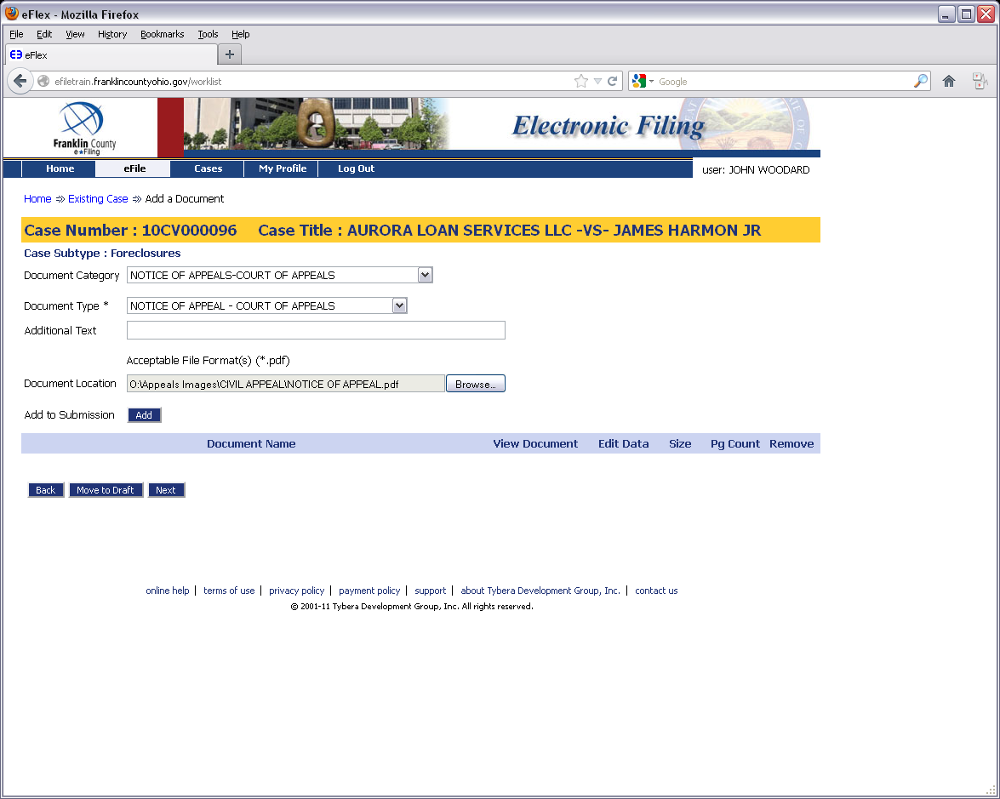 eFlex - Mozilla Firefox
File Edit View History Bookmarks Tools Help
eFlex +
efiletrain.franklincountyohio.gov/worklist Google
Franklin County
e★Filing
Electronic Filing
Home eFile Cases My Profile Log Out user: JOHN WOODARD
Home ⇒ Existing Case ⇒ Add a Document
Case Number : 10CV000096 Case Title : AURORA LOAN SERVICES LLC -VS- JAMES HARMON JR
Case Subtype : Foreclosures
Document Category NOTICE OF APPEALS-COURT OF APPEALS
Document Type * NOTICE OF APPEAL - COURT OF APPEALS
Additional Text
Acceptable File Format(s) (*.pdf)
Document Location O:\Appeals Images\CIVIL APPEAL\NOTICE OF APPEAL.pdf Browse...
Add to Submission Add
Document Name View Document Edit Data Size Pg Count Remove
Back Move to Draft Next
online help | terms of use | privacy policy | payment policy | support | about Tybera Development Group, Inc. | contact us
© 2001-11 Tybera Development Group, Inc. All rights reserved.